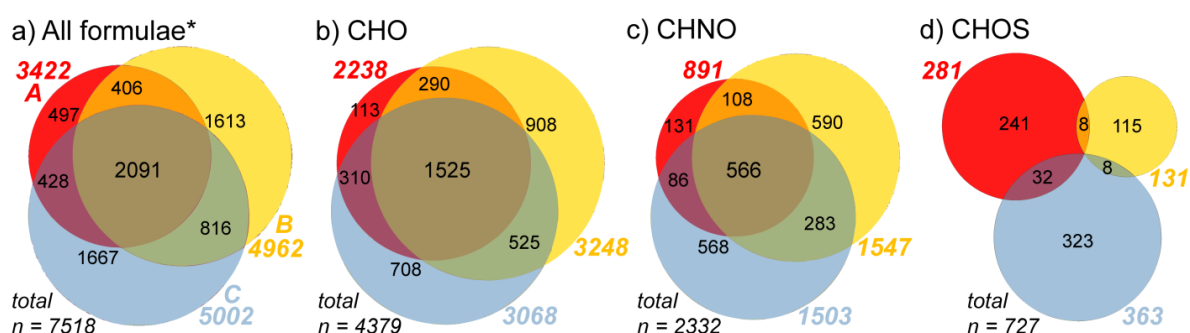 a) All formulae*
3422
A
406
497
1613
2091
428
816
B
4962
1667
C
5002
total
n = 7518
b) CHO
2238
290
113
908
310
1525
525
3248
708
3068
total
n = 4379
c) CHNO
891
108
131
590
86
566
283
568
1547
1503
total
n = 2332
d) CHOS
281
241
8
115
8
32
131
323
363
total
n = 727